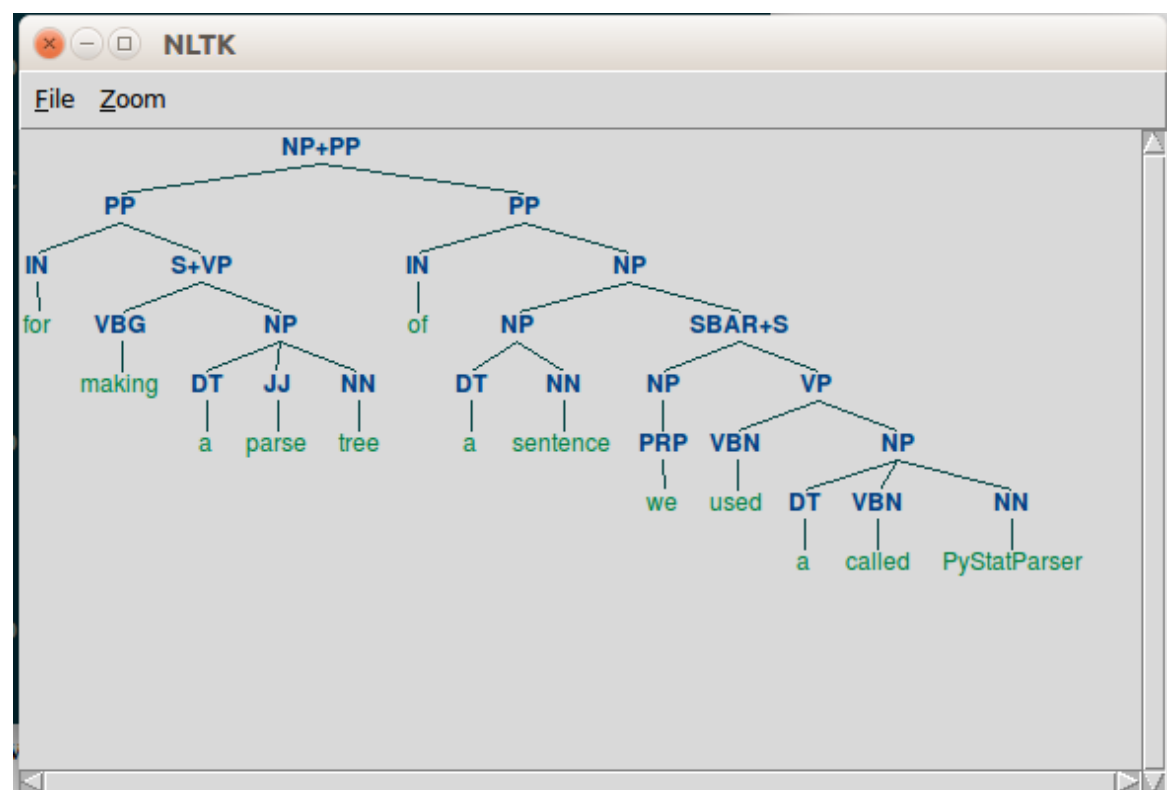 NLTK
File Zoom
NP+PP
PP PP
IN S+VP IN NP
for VBG NP of NP SBAR+S
making DT JJ NN DT NN NP VP
a parse tree a sentence PRP VBN NP
we used DT VBN NN
a called PyStatParser